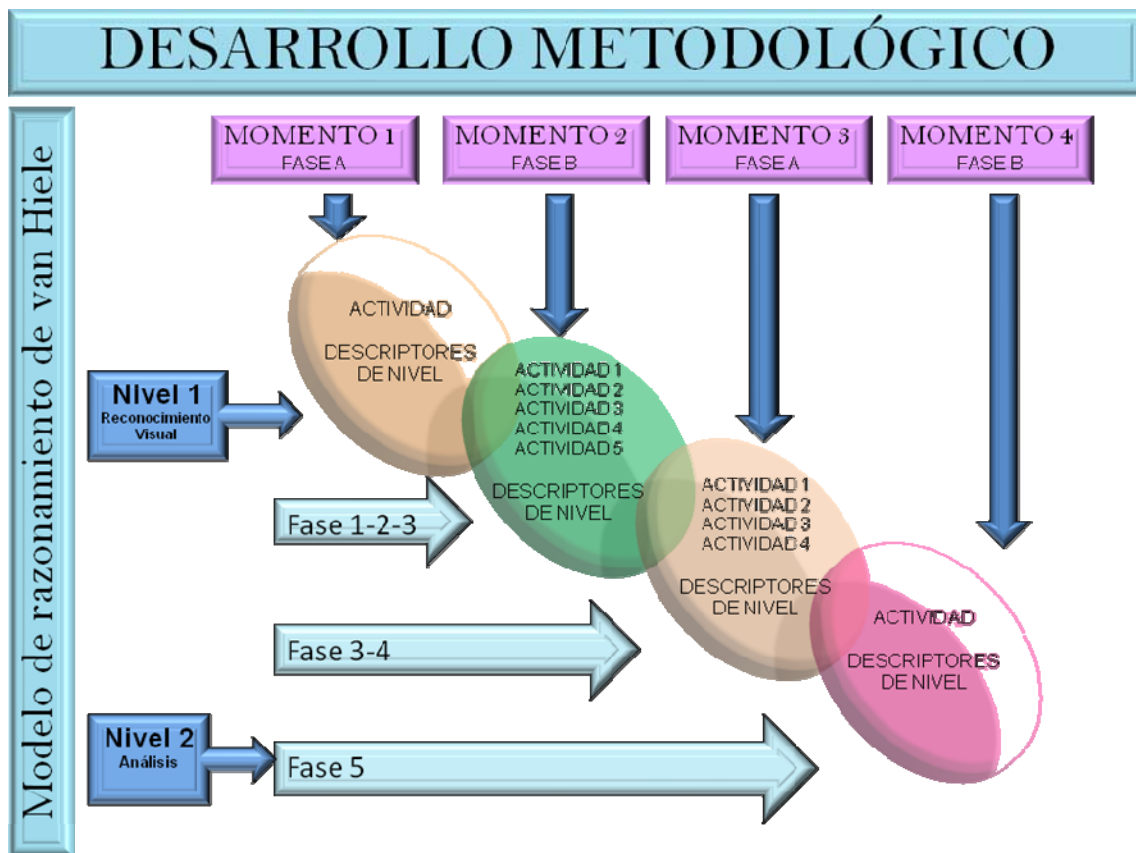 DESARROLLO METODOLÓGICO
Modelo de razonamiento de van Hiele
MOMENTO 1
FASE A
MOMENTO 2
FASE B
MOMENTO 3
FASE A
MOMENTO 4
FASE B
ACTIVIDAD
DESCRIPTORES
DE NIVEL
Nivel 1
Reconocimiento
Visual
ACTIVIDAD 1
ACTIVIDAD 2
ACTIVIDAD 3
ACTIVIDAD 4
ACTIVIDAD 5
DESCRIPTORES
DE NIVEL
Fase 1-2-3
ACTIVIDAD 1
ACTIVIDAD 2
ACTIVIDAD 3
ACTIVIDAD 4
DESCRIPTORES
DE NIVEL
Fase 3-4
ACTIVIDAD
DESCRIPTORES
DE NIVEL
Nivel 2
Análisis
Fase 5